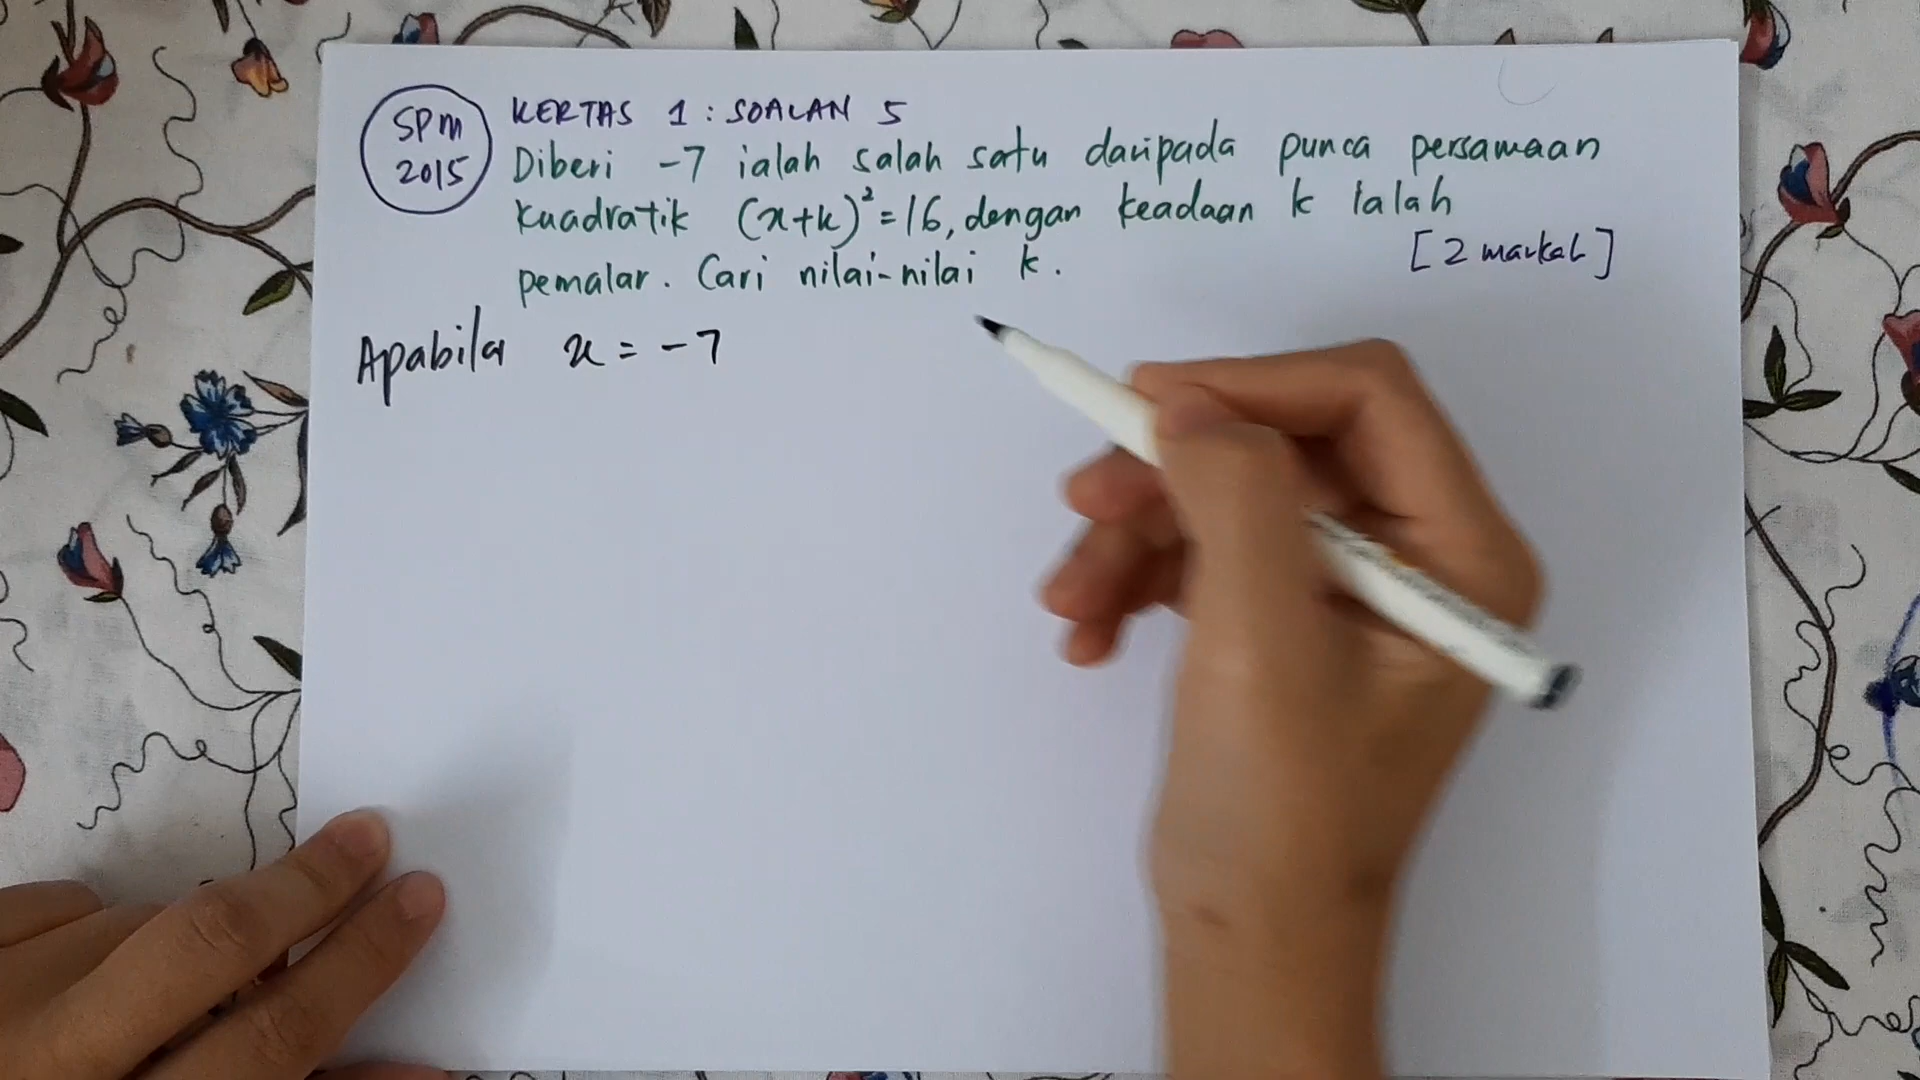 SPM
2015
KERTAS 1 : SOALAN 5
Diberi -7 ialah salah satu daripada punca persamaan
kuadratik (x+k)²=16, dengan keadaan k ialah
pemalar. Cari nilai-nilai k.
[2 markah]
Apabila x = -7